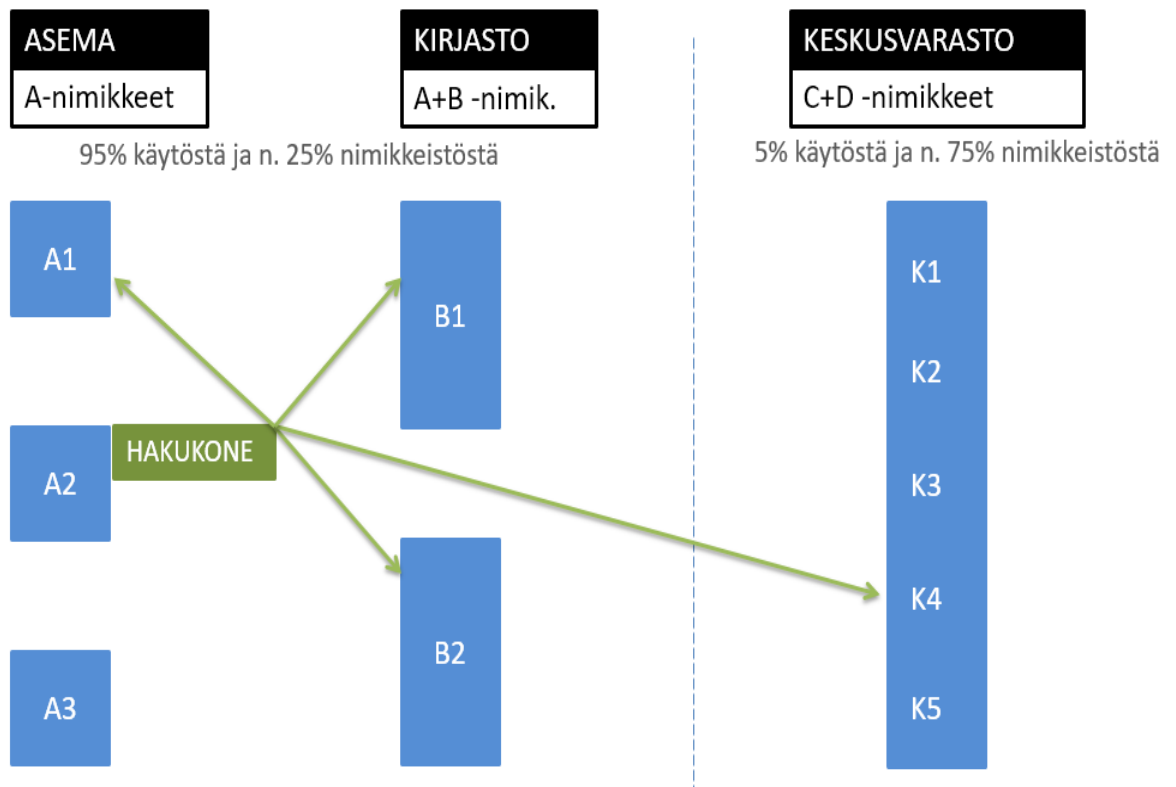 ASEMA
A-nimikkeet
KIRJASTO
A+B -nimik.
KESKUSVARASTO
C+D -nimikkeet
95% käytöstä ja n. 25% nimikkeistöstä
5% käytöstä ja n. 75% nimikkeistöstä
A1
A2
A3
HAKUKONE
B1
B2
K1
K2
K3
K4
K5